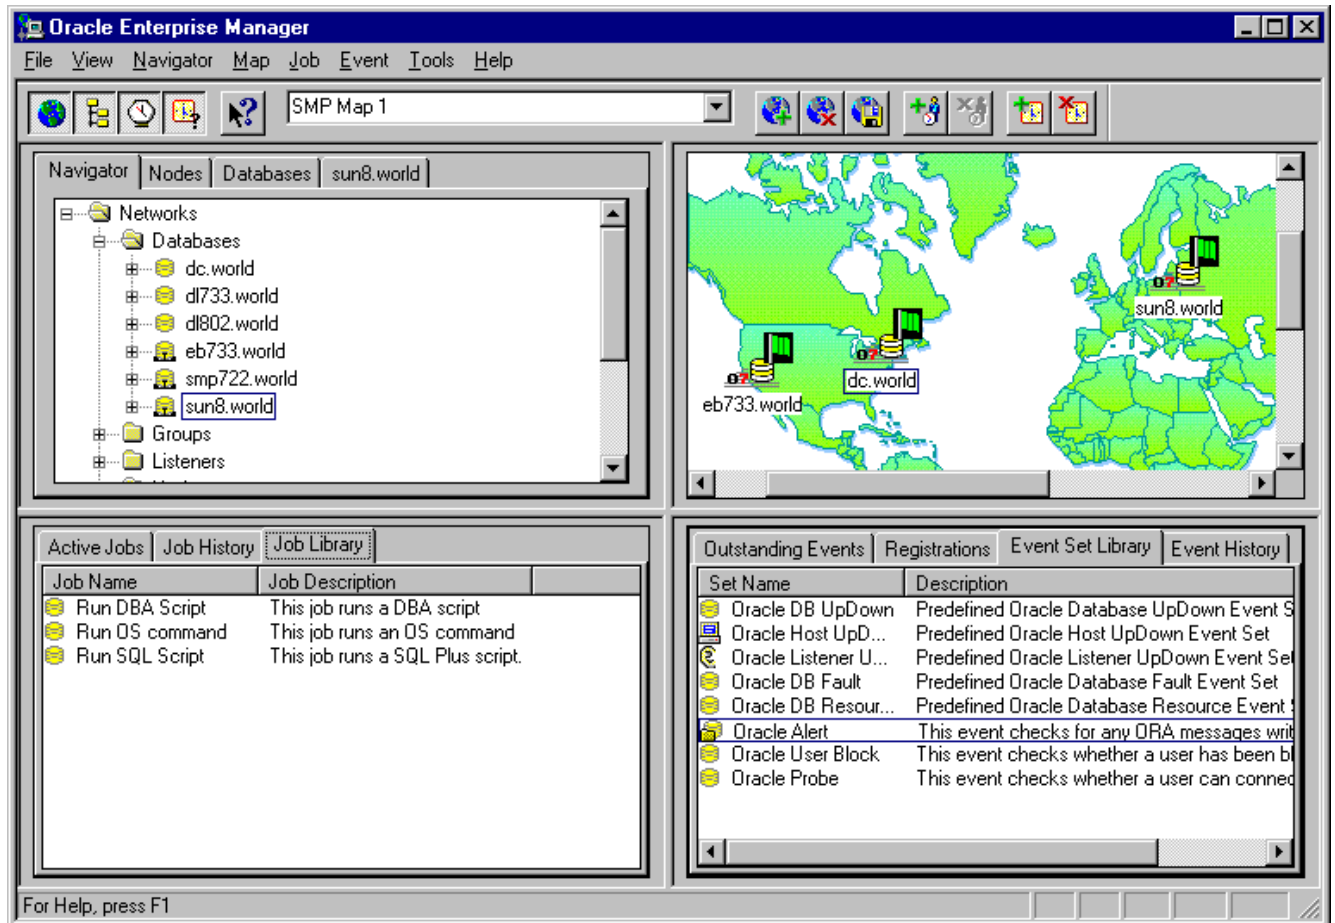 Oracle Enterprise Manager
File View Navigator Map Job Event Tools Help
SMP Map 1
Navigator Nodes Databases sun8.world
Networks
Databases
dc.world
dl733.world
dl802.world
eb733.world
smp722.world
sun8.world
Groups
Listeners
sun8.world
dc.world
eb733.world
Active Jobs Job History Job Library
Job Name Job Description
Run DBA Script This job runs a DBA script
Run OS command This job runs an OS command
Run SQL Script This job runs a SQL Plus script.
Outstanding Events Registrations Event Set Library Event History
Set Name Description
Oracle DB UpDown Predefined Oracle Database UpDown Event S
Oracle Host UpD... Predefined Oracle Host UpDown Event Set
Oracle Listener U... Predefined Oracle Listener UpDown Event Set
Oracle DB Fault Predefined Oracle Database Fault Event Set
Oracle DB Resour... Predefined Oracle Database Resource Event
Oracle Alert This event checks for any ORA messages writ
Oracle User Block This event checks whether a user has been bl
Oracle Probe This event checks whether a user can connec
For Help, press F1